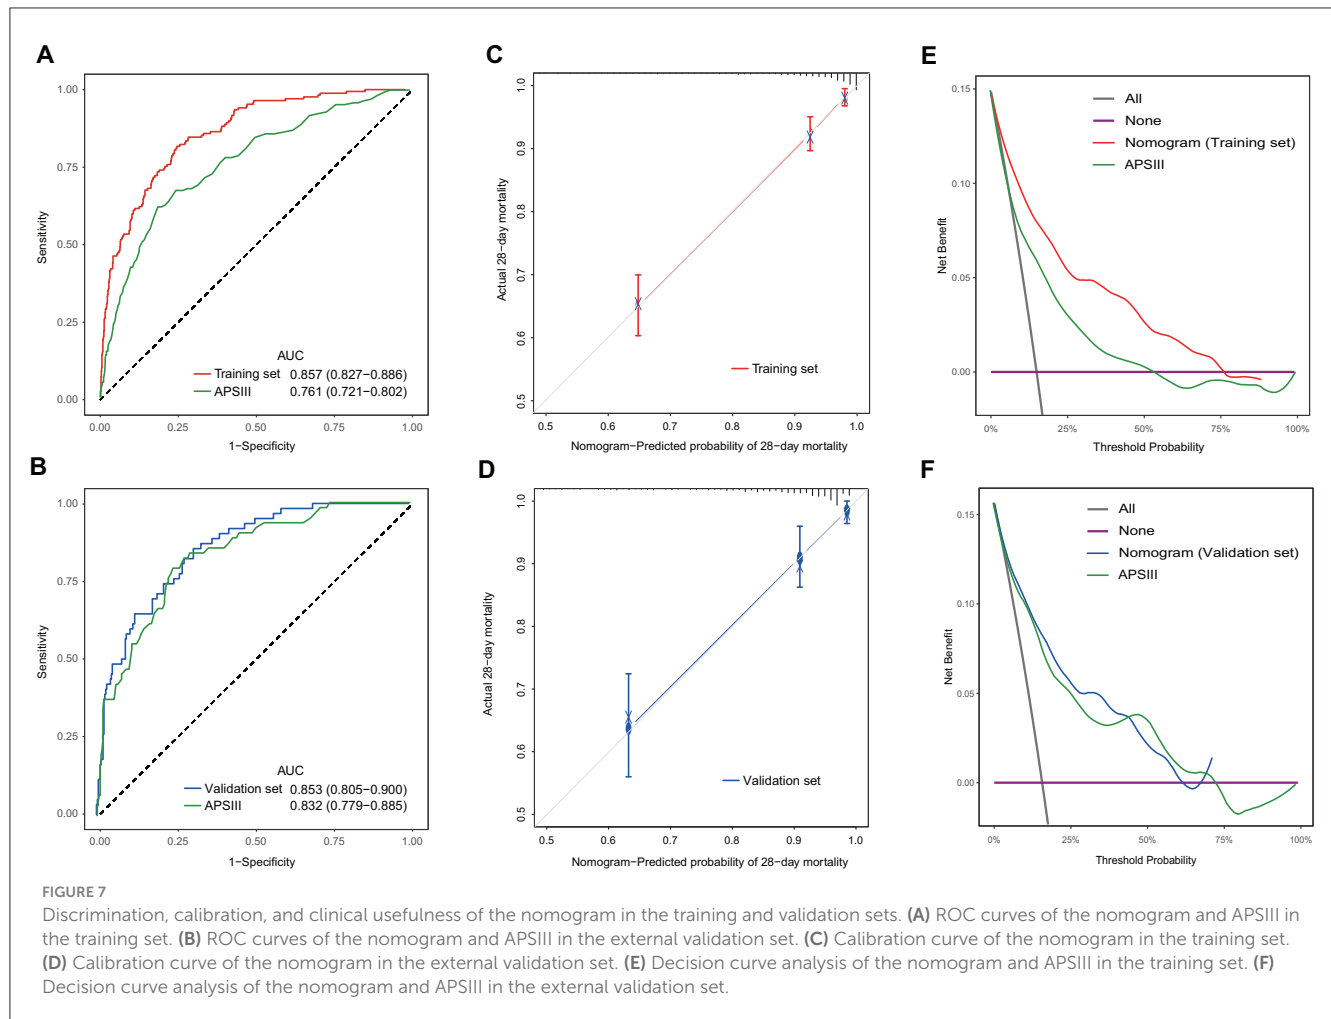 A
1.00
0.75
0.50
0.25
0.00
Sensitivity
AUC
Training set 0.857 (0.827−0.886)
APSIII 0.761 (0.721−0.802)
0.00 0.25 0.50 0.75 1.00
1−Specificity
C
1.0
0.9
0.8
0.7
0.6
0.5
Actual 28−day mortality
Training set
0.5 0.6 0.7 0.8 0.9 1.0
Nomogram−Predicted probability of 28−day mortality
E
0.15
0.10
0.05
0.00
Net Benefit
All
None
Nomogram (Training set)
APSIII
0% 25% 50% 75% 100%
Threshold Probability
B
1.00
0.75
0.50
0.25
0.00
Sensitivity
AUC
Validation set 0.853 (0.805−0.900)
APSIII 0.832 (0.779−0.885)
0.00 0.25 0.50 0.75 1.00
1−Specificity
D
1.0
0.9
0.8
0.7
0.6
0.5
Actual 28−day mortality
Validation set
0.5 0.6 0.7 0.8 0.9 1.0
Nomogram−Predicted probability of 28−day mortality
F
0.15
0.10
0.05
0.00
Net Benefit
All
None
Nomogram (Validation set)
APSIII
0% 25% 50% 75% 100%
Threshold Probability
FIGURE 7
Discrimination, calibration, and clinical usefulness of the nomogram in the training and validation sets. (A) ROC curves of the nomogram and APSIII in
the training set. (B) ROC curves of the nomogram and APSIII in the external validation set. (C) Calibration curve of the nomogram in the training set.
(D) Calibration curve of the nomogram in the external validation set. (E) Decision curve analysis of the nomogram and APSIII in the training set. (F)
Decision curve analysis of the nomogram and APSIII in the external validation set.